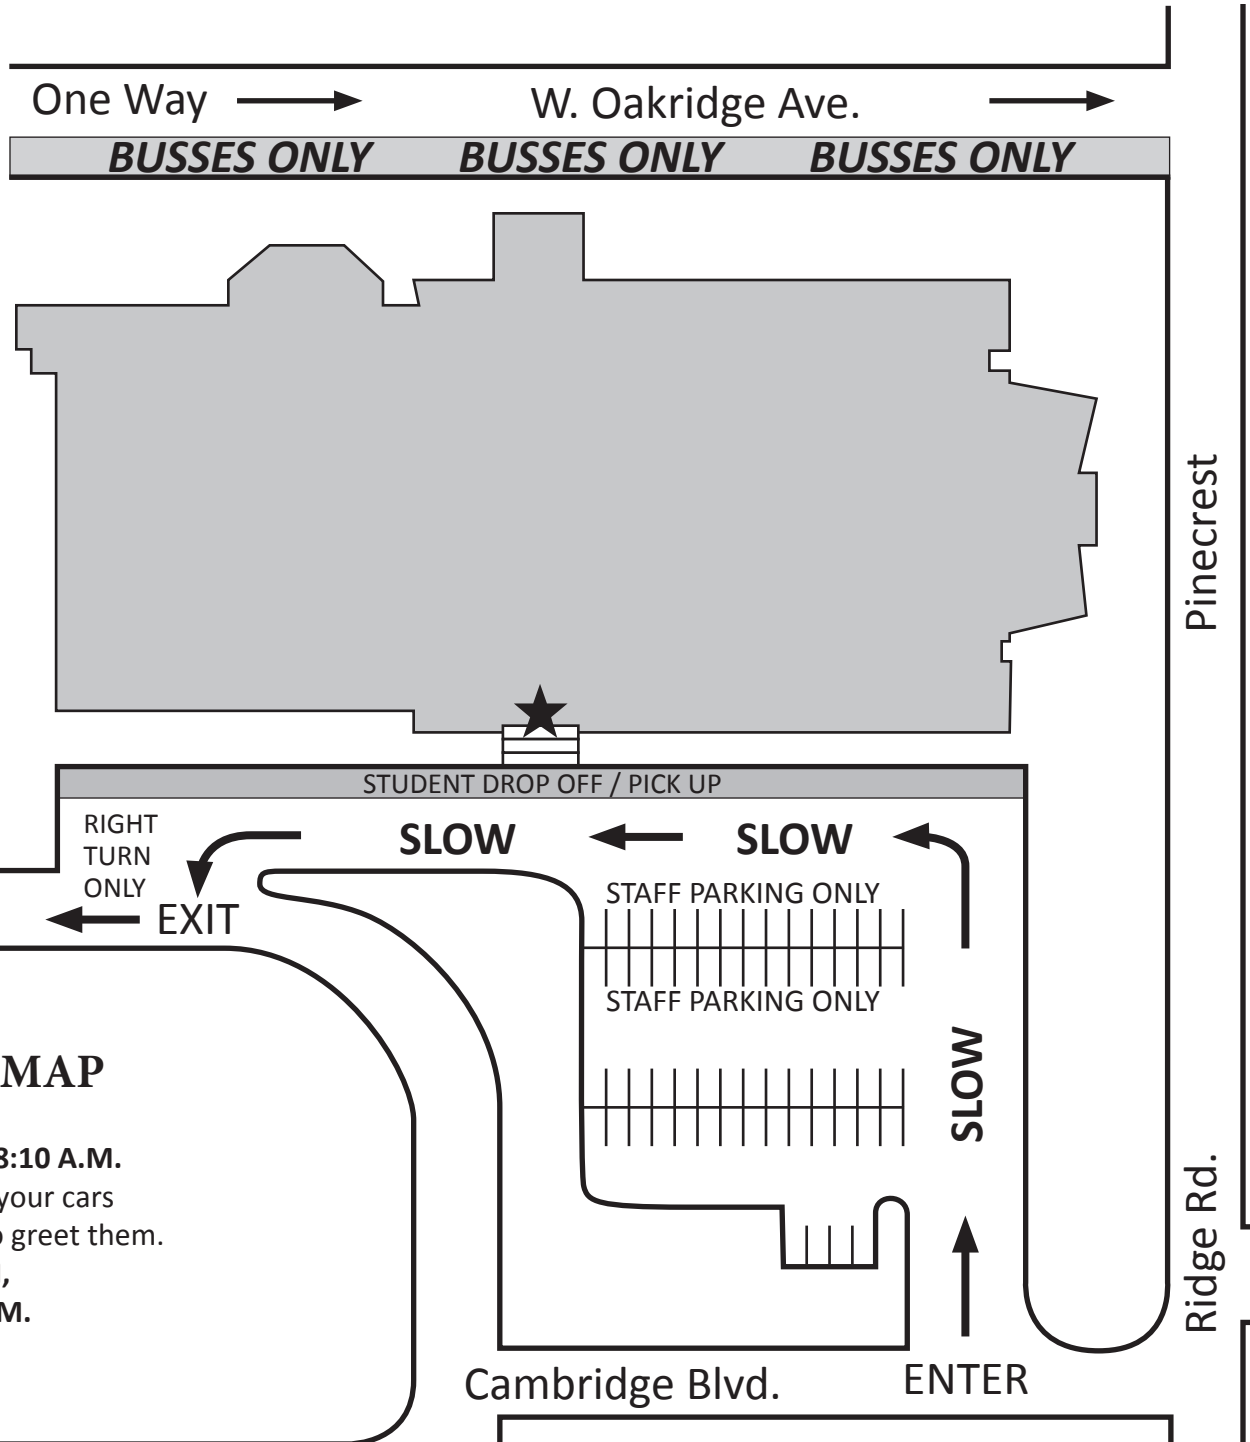 One Way
W. Oakridge Ave.
BUSSES ONLY BUSSES ONLY BUSSES ONLY
Pinecrest
STUDENT DROP OFF / PICK UP
RIGHT
TURN
ONLY
SLOW
SLOW
EXIT
STAFF PARKING ONLY
STAFF PARKING ONLY
SLOW
MAP
8:10 A.M.
your cars
greet them.
M.
Ridge Rd.
Cambridge Blvd.
ENTER